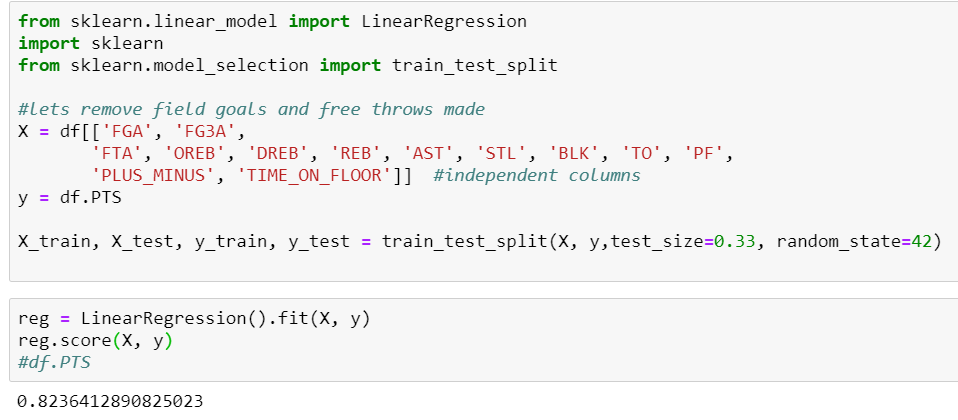 from sklearn.linear_model import LinearRegression
import sklearn
from sklearn.model_selection import train_test_split
#lets remove field goals and free throws made
X = df[['FGA', 'FG3A',
'FTA', 'OREB', 'DREB', 'REB', 'AST', 'STL', 'BLK', 'TO', 'PF',
'PLUS_MINUS', 'TIME_ON_FLOOR']]  #independent columns
y = df.PTS
X_train, X_test, y_train, y_test = train_test_split(X, y,test_size=0.33, random_state=42)
reg = LinearRegression().fit(X, y)
reg.score(X, y)
#df.PTS
0.8236412890825023